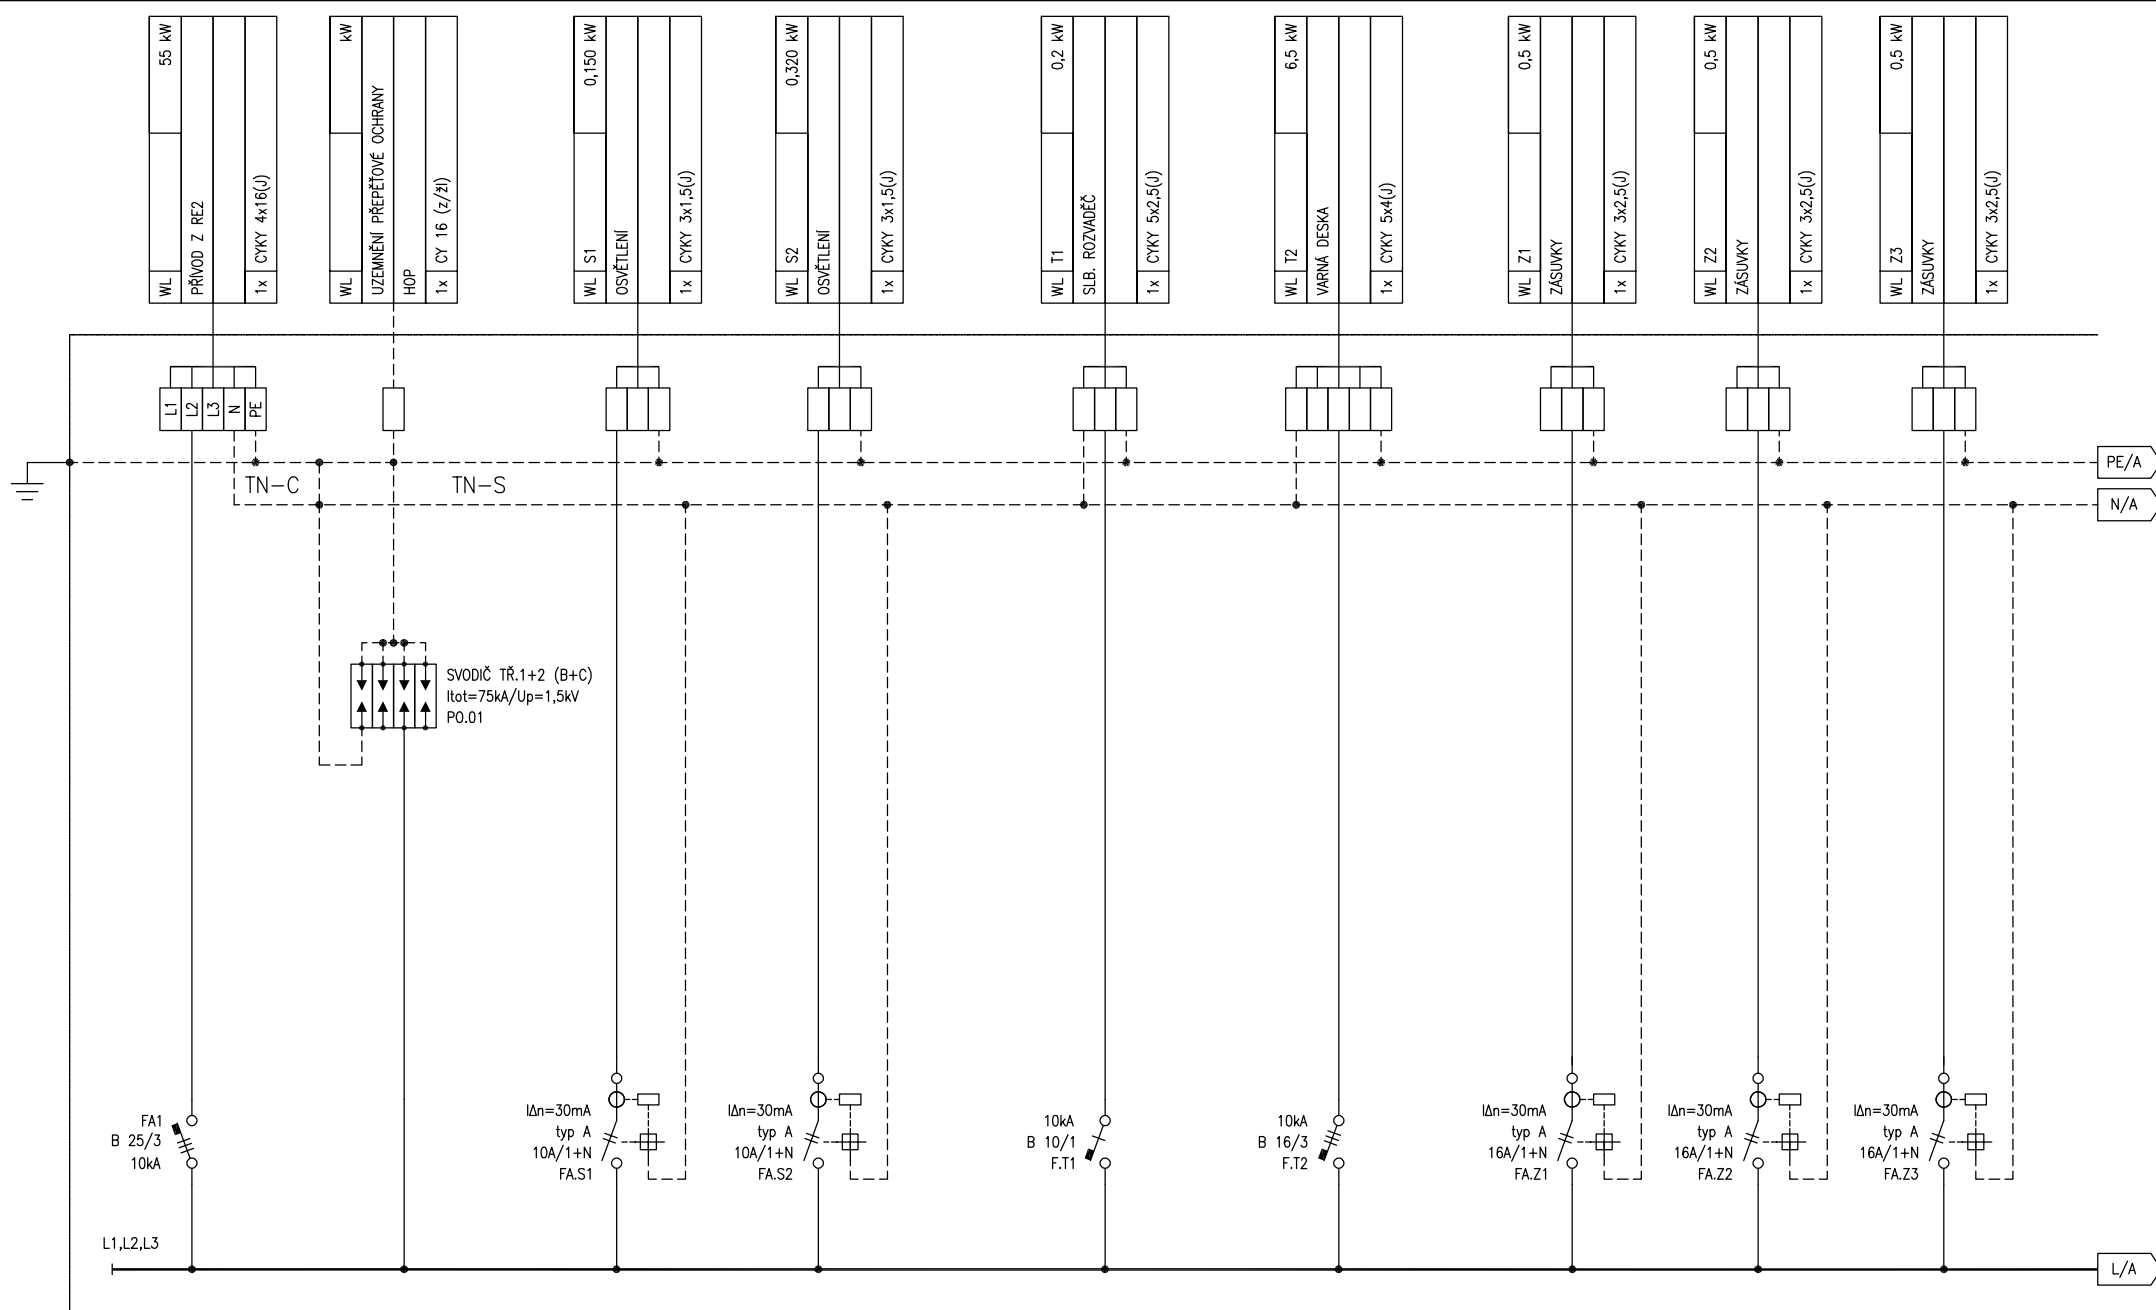 WL
55 kW
PŘÍVOD Z RE2
1x CYKY 4x16(J)
WL
kW
UZEMNĚNÍ PŘEPĚŤOVÉ OCHRANY
HOP
1x CY 16 (z/žl)
WL S1 0,150 kW
OSVĚTLENÍ
1x CYKY 3x1,5(J)
WL S2 0,320 kW
OSVĚTLENÍ
1x CYKY 3x1,5(J)
WL T1 0,2 kW
SLB. ROZVADĚČ
1x CYKY 5x2,5(J)
WL T2 6,5 kW
VARNÁ DESKA
1x CYKY 5x4(J)
WL Z1 0,5 kW
ZÁSUVKY
1x CYKY 3x2,5(J)
WL Z2 0,5 kW
ZÁSUVKY
1x CYKY 3x2,5(J)
WL Z3 0,5 kW
ZÁSUVKY
1x CYKY 3x2,5(J)
L1
L2
L3
N
PE
PE/A
TN-C
TN-S
N/A
SVODIČ TŘ.1+2 (B+C)
Itot=75kA/Up=1,5kV
PO.01
FA1
B 25/3
10kA
IΔn=30mA
typ A
10A/1+N
FA.S1
IΔn=30mA
typ A
10A/1+N
FA.S2
10kA
B 10/1
F.T1
10kA
B 16/3
F.T2
IΔn=30mA
typ A
16A/1+N
FA.Z1
IΔn=30mA
typ A
16A/1+N
FA.Z2
IΔn=30mA
typ A
16A/1+N
FA.Z3
L1,L2,L3
L/A